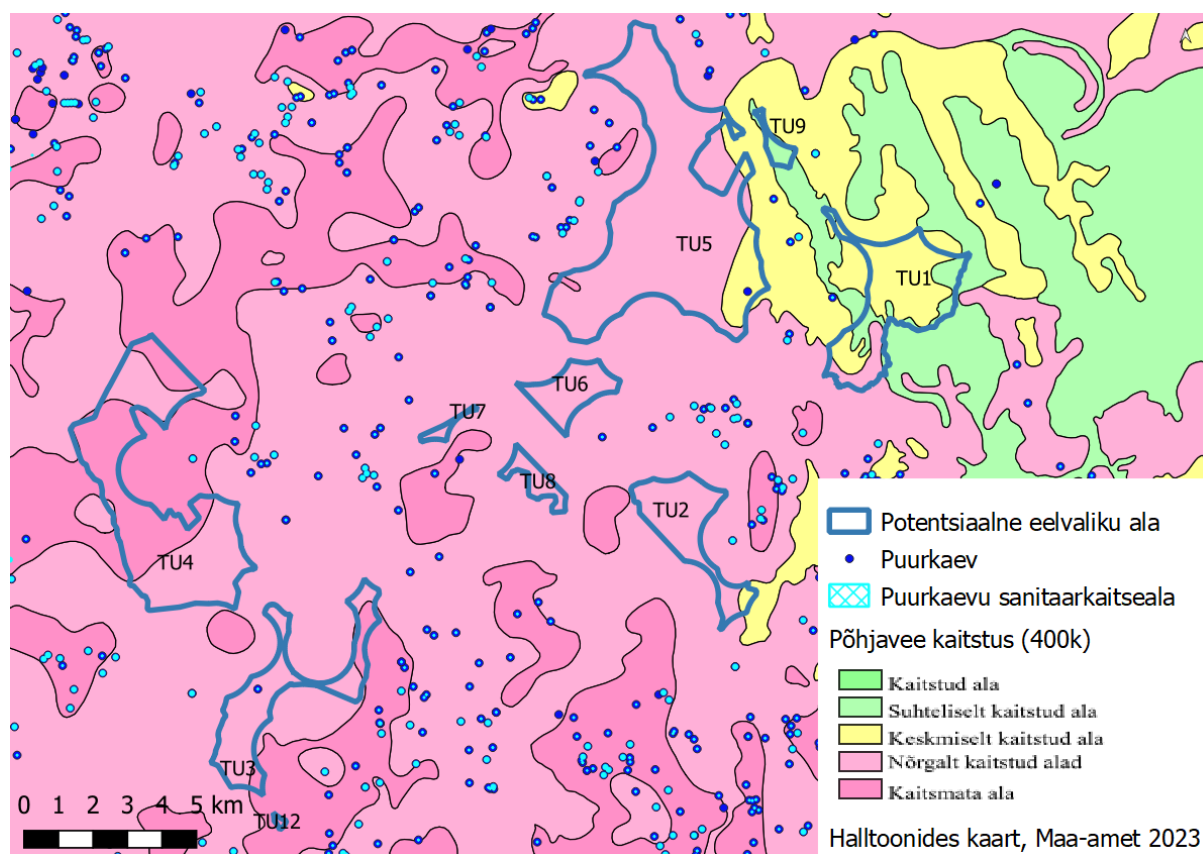 TU9
TU5
TU1
TU6
TU7
TU8
TU2
TU4
TU3
TU12
0 1 2 3 4 5 km
Potentsiaalne eelvaliku ala
Puurkaev
Puurkaevu sanitaarkaitseala
Põhjavee kaitstus (400k)
Kaitstud ala
Suhteliselt kaitstud ala
Keskmiselt kaitstud ala
Nõrgalt kaitstud alad
Kaitsmata ala
Halltoonides kaart, Maa-amet 2023